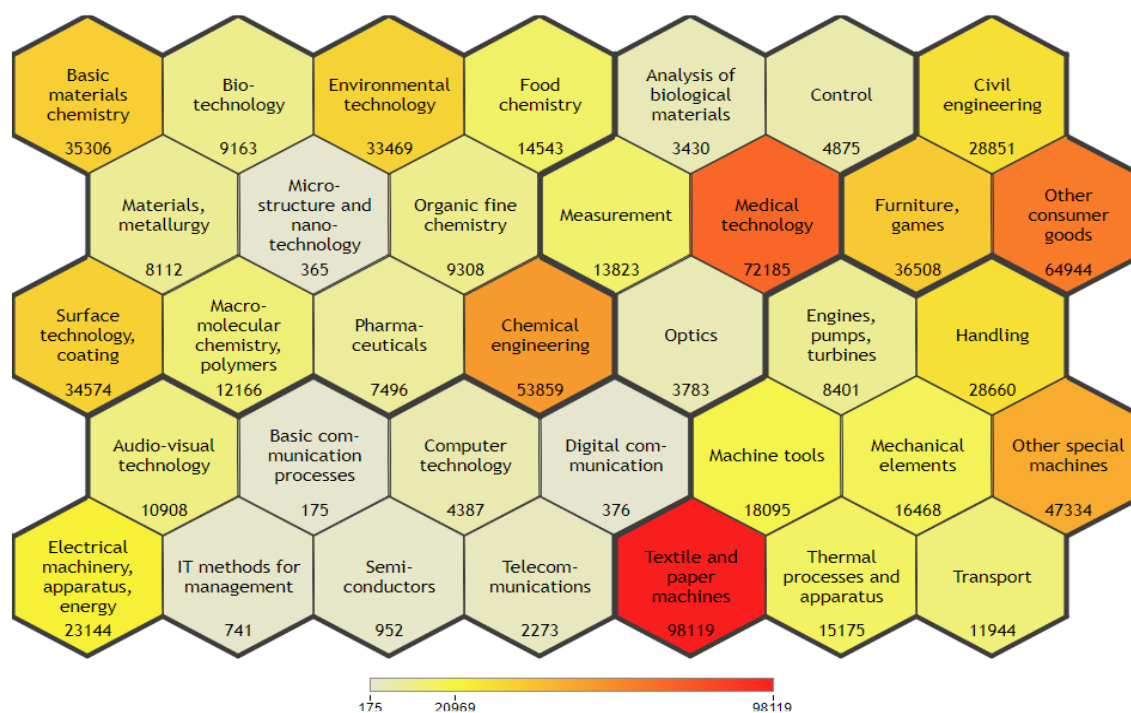 Basic
materials
chemistry
35306
Bio-
technology
9163
Environmental
technology
33469
Food
chemistry
14543
Analysis of
biological
materials
3430
Control
4875
Civil
engineering
28851
Materials,
metallurgy
8112
Micro-
structure and
nano-
technology
365
Organic fine
chemistry
9308
Measurement
13823
Medical
technology
72185
Furniture,
games
36508
Other
consumer
goods
64944
Surface
technology,
coating
34574
Macro-
molecular
chemistry,
polymers
12166
Pharma-
ceuticals
7496
Chemical
engineering
53859
Optics
3783
Engines,
pumps,
turbines
8401
Handling
28660
Audio-visual
technology
10908
Basic com-
munication
processes
175
Computer
technology
4387
Digital com-
munication
376
Machine tools
18095
Mechanical
elements
16468
Other special
machines
47334
Electrical
machinery,
apparatus,
energy
23144
IT methods for
management
741
Semi-
conductors
952
Telecom-
munications
2273
Textile and
paper
machines
98119
Thermal
processes and
apparatus
15175
Transport
11944
175 20969 98119